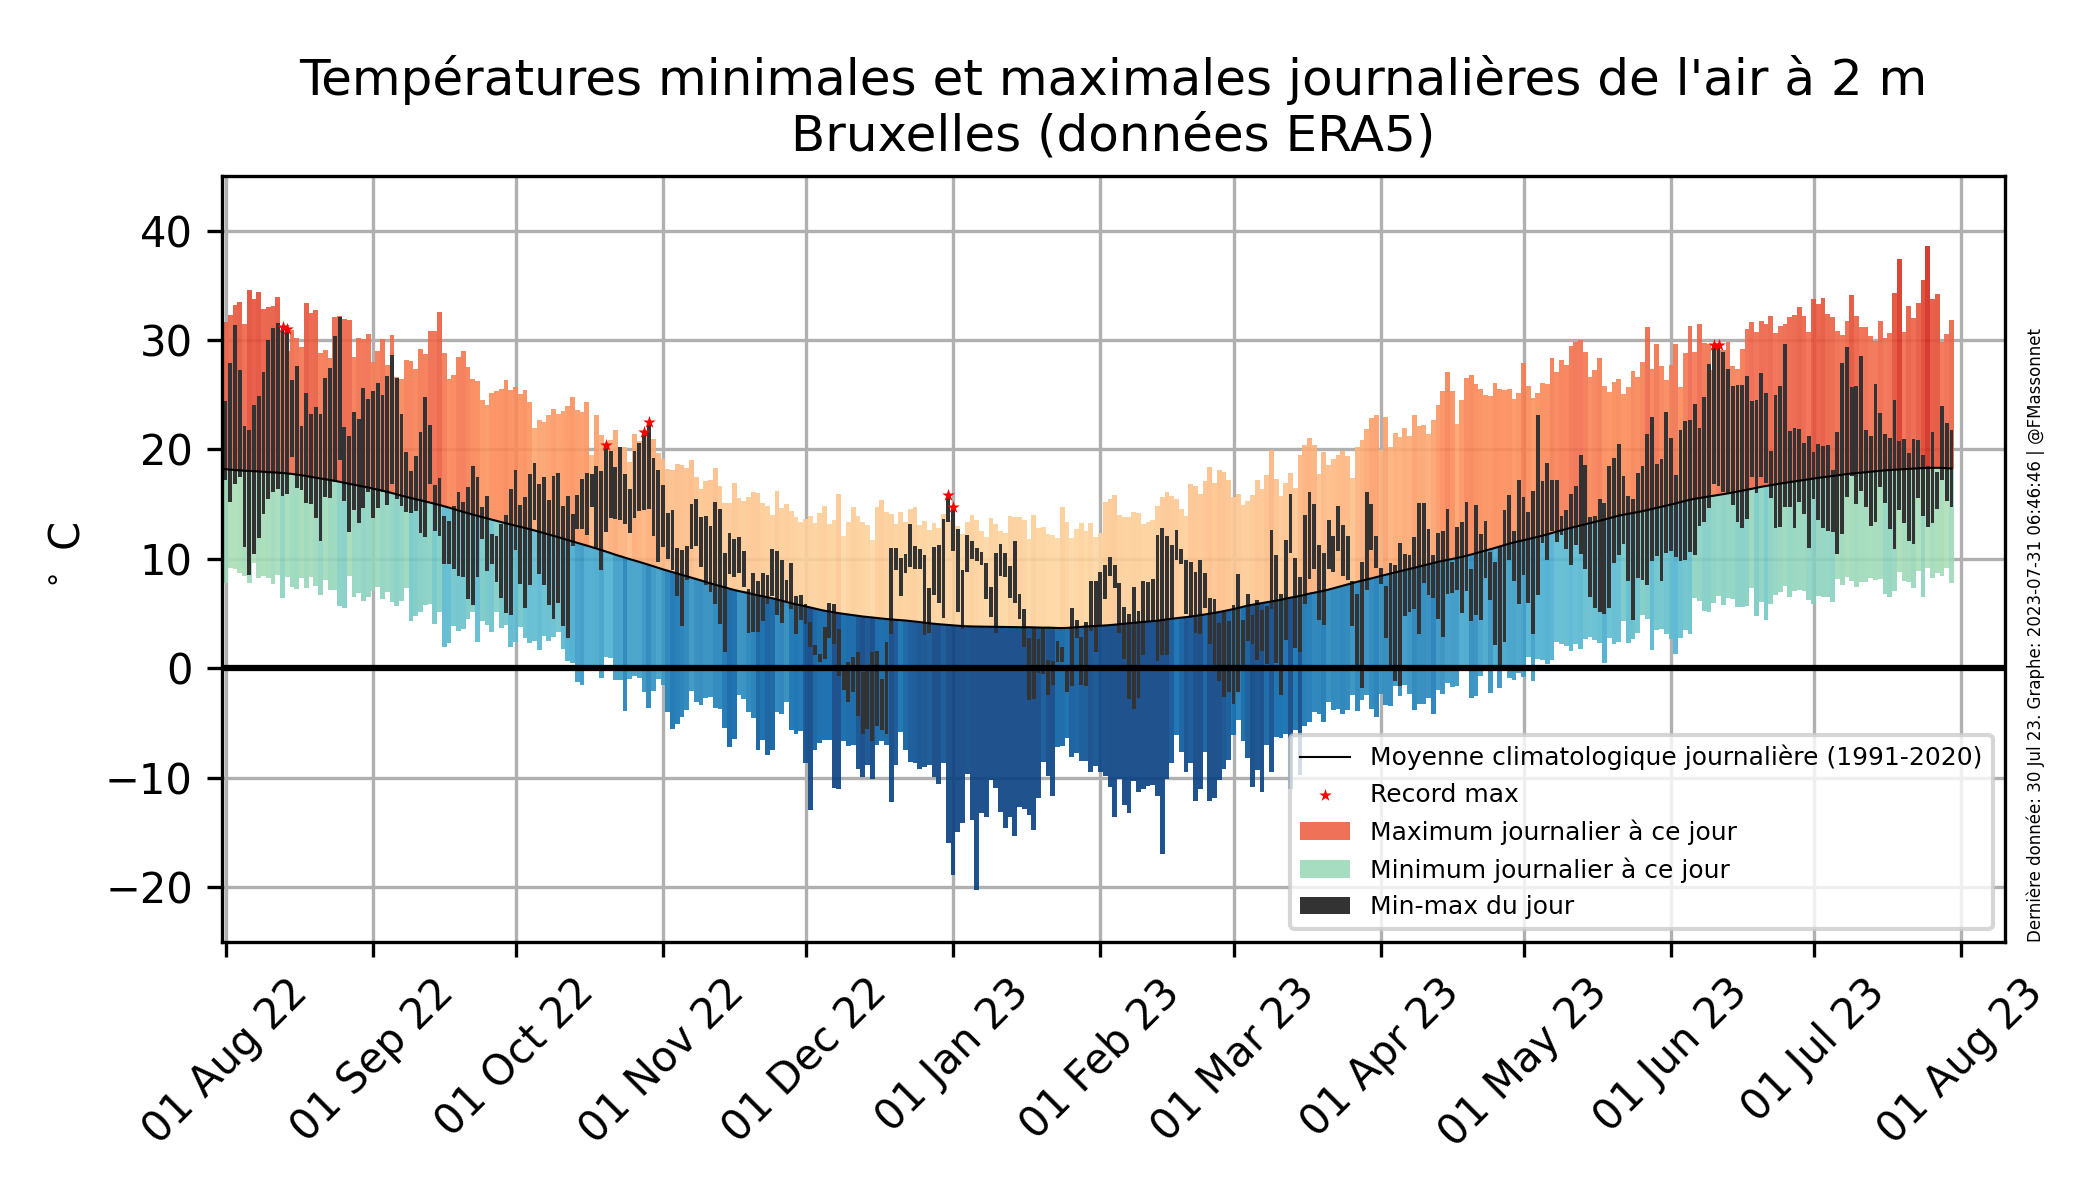 Températures minimales et maximales journalières de l'air à 2 m
Bruxelles (données ERA5)
° C
40
30
20
10
0
−10
−20
Moyenne climatologique journalière (1991-2020)
Record max
Maximum journalier à ce jour
Minimum journalier à ce jour
Min-max du jour
01 Aug 22
01 Sep 22
01 Oct 22
01 Nov 22
01 Dec 22
01 Jan 23
01 Feb 23
01 Mar 23
01 Apr 23
01 May 23
01 Jun 23
01 Jul 23
01 Aug 23
Dernière donnée: 30 Jul 23. Graphe: 2023-07-31 06:46:46 | @FMassonnet